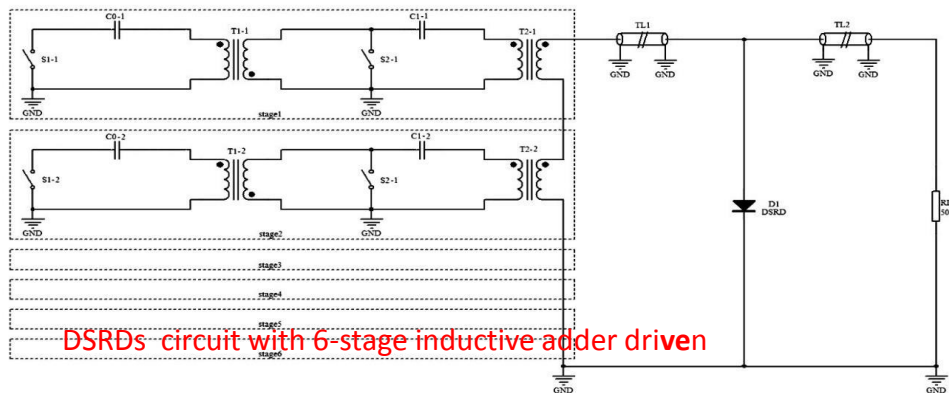 C0-1
C1-1
T1-1
T2-1
TL1
TL2
S1-1
S2-1
GND
GND
GND
GND
GND
GND
stage1
C0-2
C1-2
T1-2
T2-2
S1-2
S2-1
D1
DSRD
GND
GND
stage2
stage3
stage4
stage5
DSRDs circuit with 6-stage inductive adder driven
stage6
GND
GND